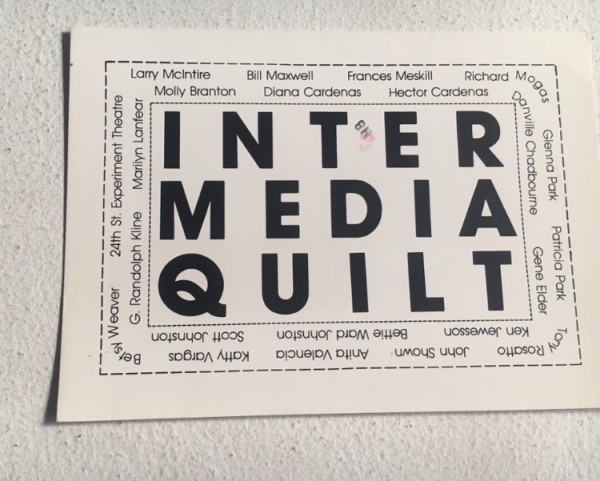 Larry McIntire Bill Maxwell Frances Meskill Richard Mogas
Molly Branton Diana Cardenas Hector Cardenas Danville Chadbourne
Glenna Park Patricia Park Tony Rosatto
Gene Elder
INTER
MEDIA
QUILT
Ken Jewesson Bettie Ward Johnston Scott Johnston
John Shown Anita Valencia Kathy Vargas
Betsy Weaver 24th St. Experiment Theatre
G. Randolph Kline Marilyn Lanfear